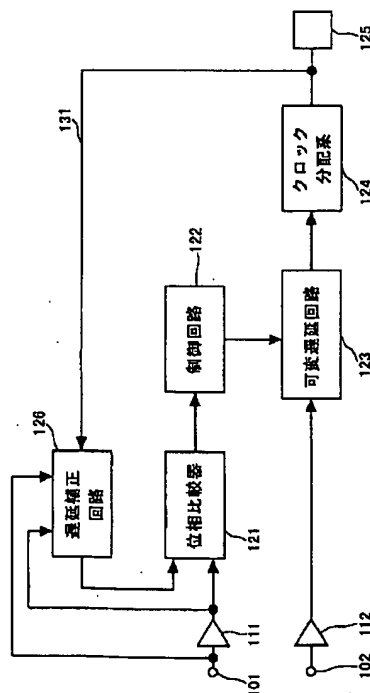 131
126
遅延補正
回路
122
制御回路
125
クロック
分配系
124
位相比較器
121
可変遅延回路
123
111
101
112
102